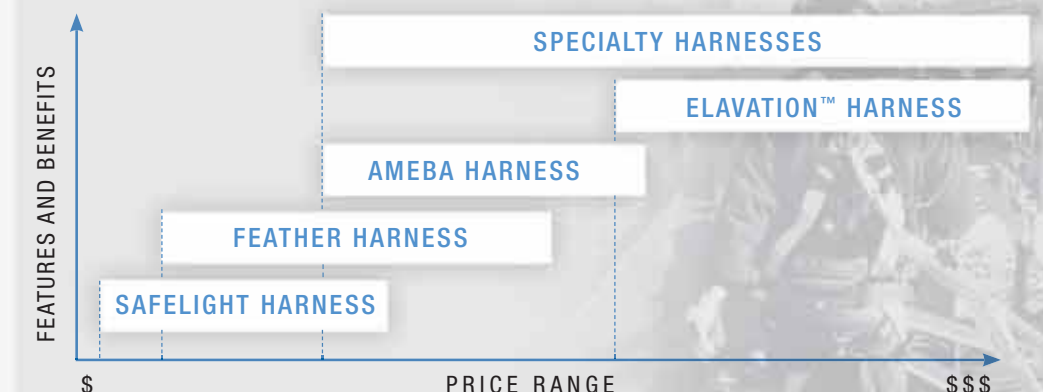 FEATURES AND BENEFITS
SPECIALTY HARNESSES
ELAVATION™ HARNESS
AMEBA HARNESS
FEATHER HARNESS
SAFELIGHT HARNESS
$ PRICE RANGE $$$